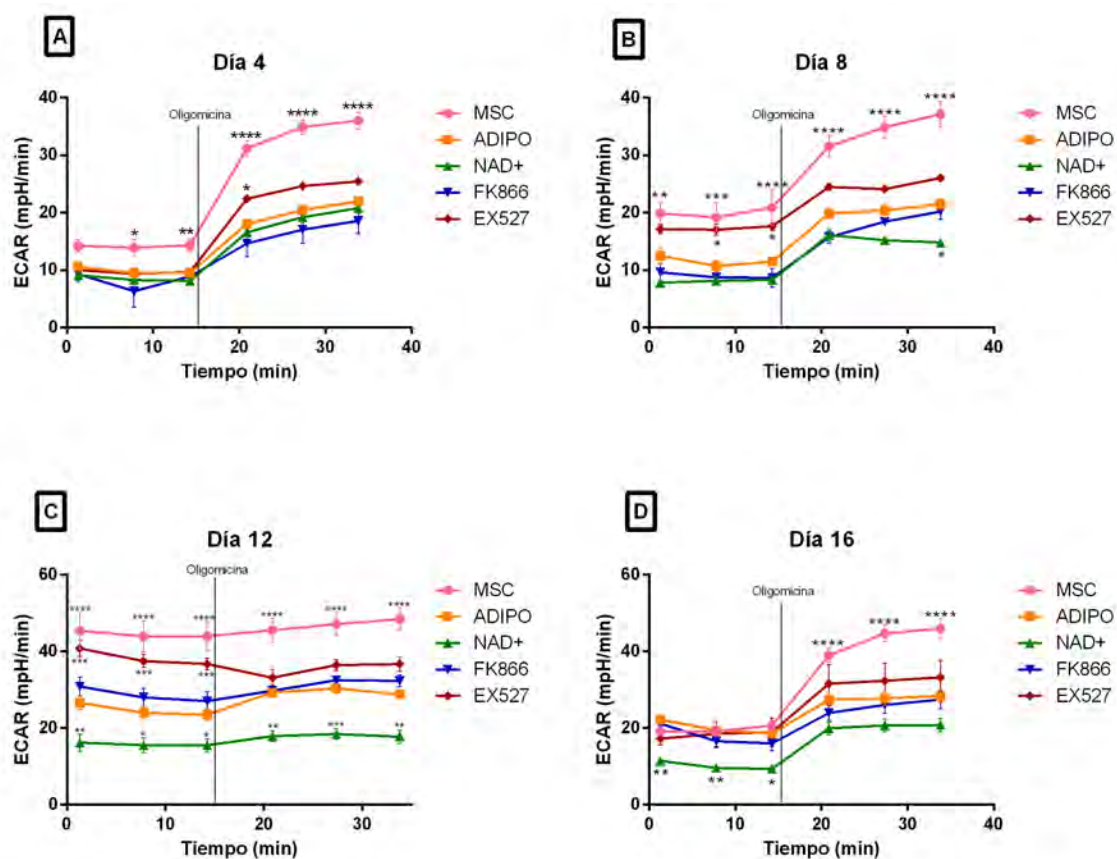 A
Día 4
ECAR (mpH/min)
40
30
20
10
0
Oligomicina
*
**
****
*
****
****
0 10 20 30 40
Tiempo (min)
MSC
ADIPO
NAD+
FK866
EX527
B
Día 8
ECAR (mpH/min)
40
30
20
10
0
Oligomicina
**
***
****
*
*
****
****
****
*
0 10 20 30 40
Tiempo (min)
MSC
ADIPO
NAD+
FK866
EX527
C
Día 12
ECAR (mpH/min)
60
40
20
0
Oligomicina
**** **** **** **** **** ****
*** *** ***
** * * ** *** **
0 10 20 30 40
Tiempo (min)
MSC
ADIPO
NAD+
FK866
EX527
D
Día 16
ECAR (mpH/min)
60
40
20
0
Oligomicina
**** **** ****
** ** *
0 10 20 30 40
Tiempo (min)
MSC
ADIPO
NAD+
FK866
EX527